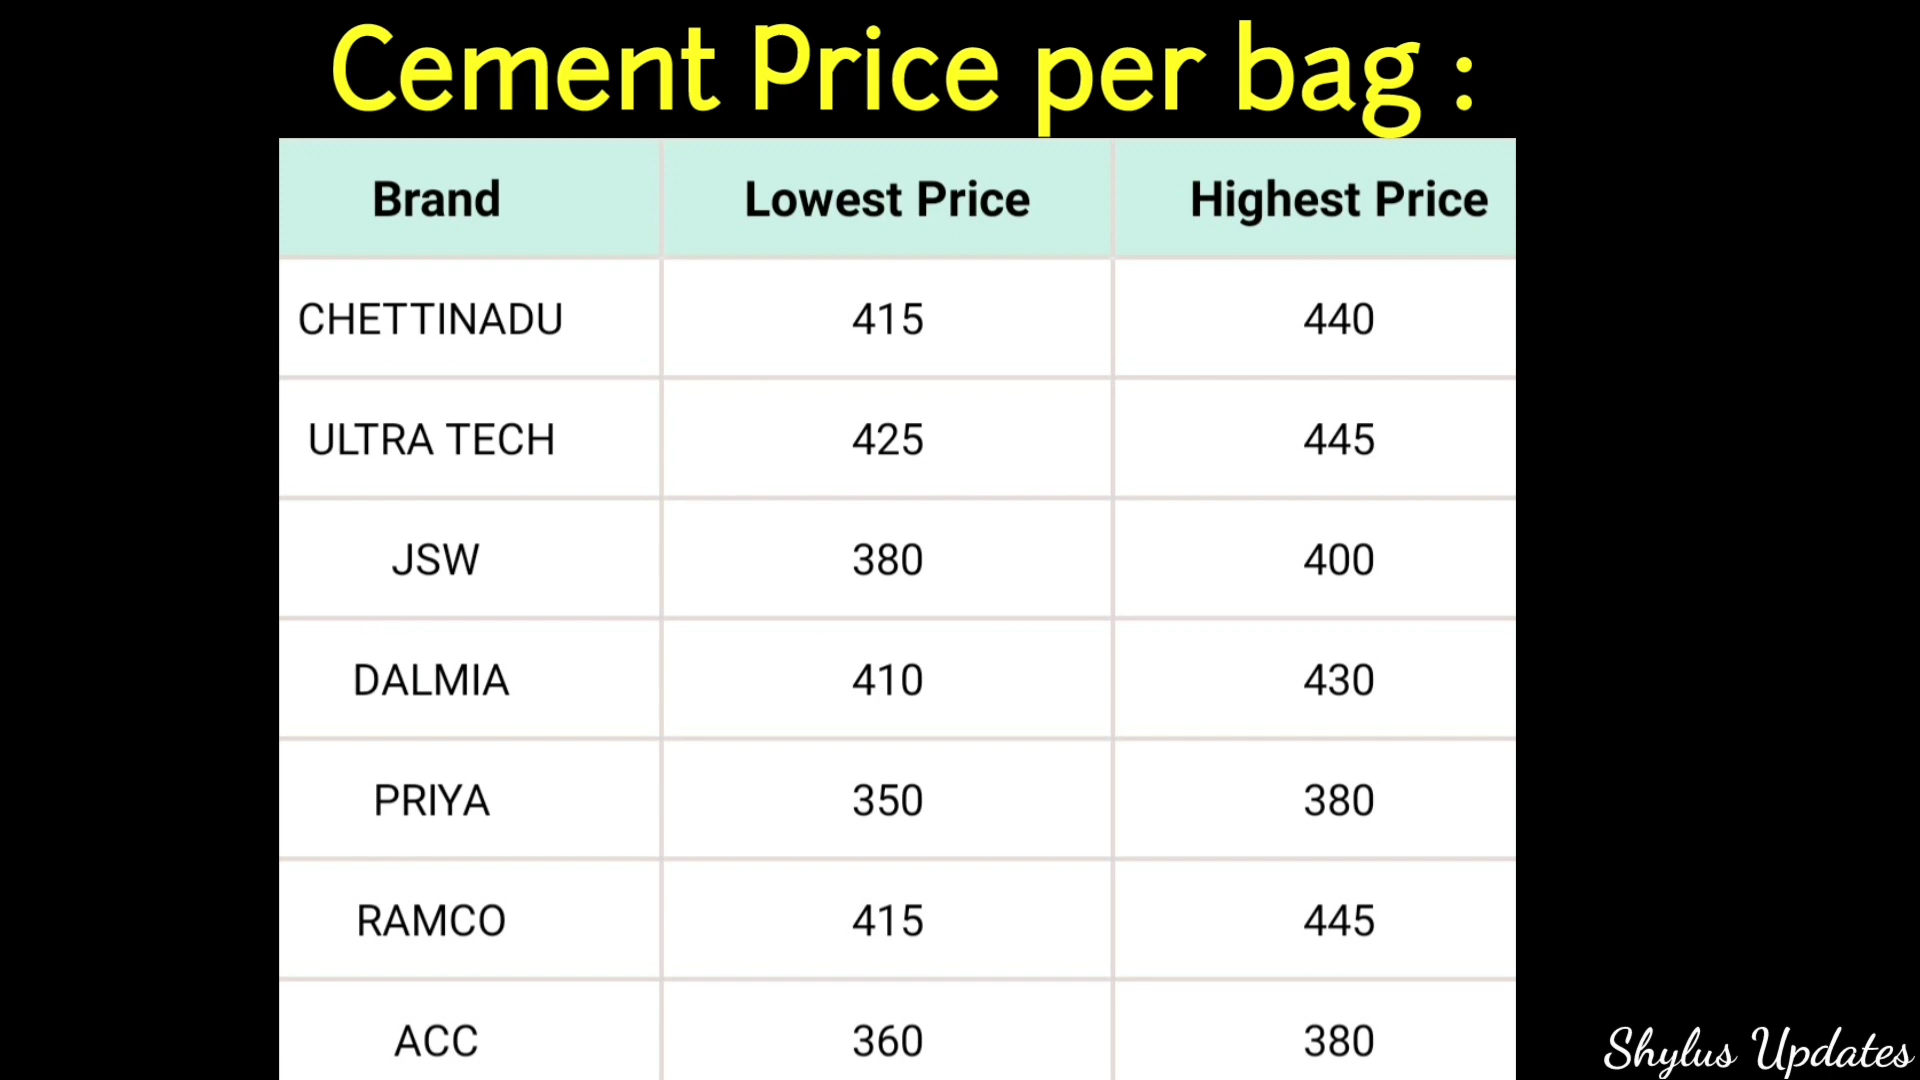 Cement Price per bag :
Brand Lowest Price Highest Price
CHETTINADU 415 440
ULTRA TECH 425 445
JSW 380 400
DALMIA 410 430
PRIYA 350 380
RAMCO 415 445
ACC 360 380
Shylus Updates